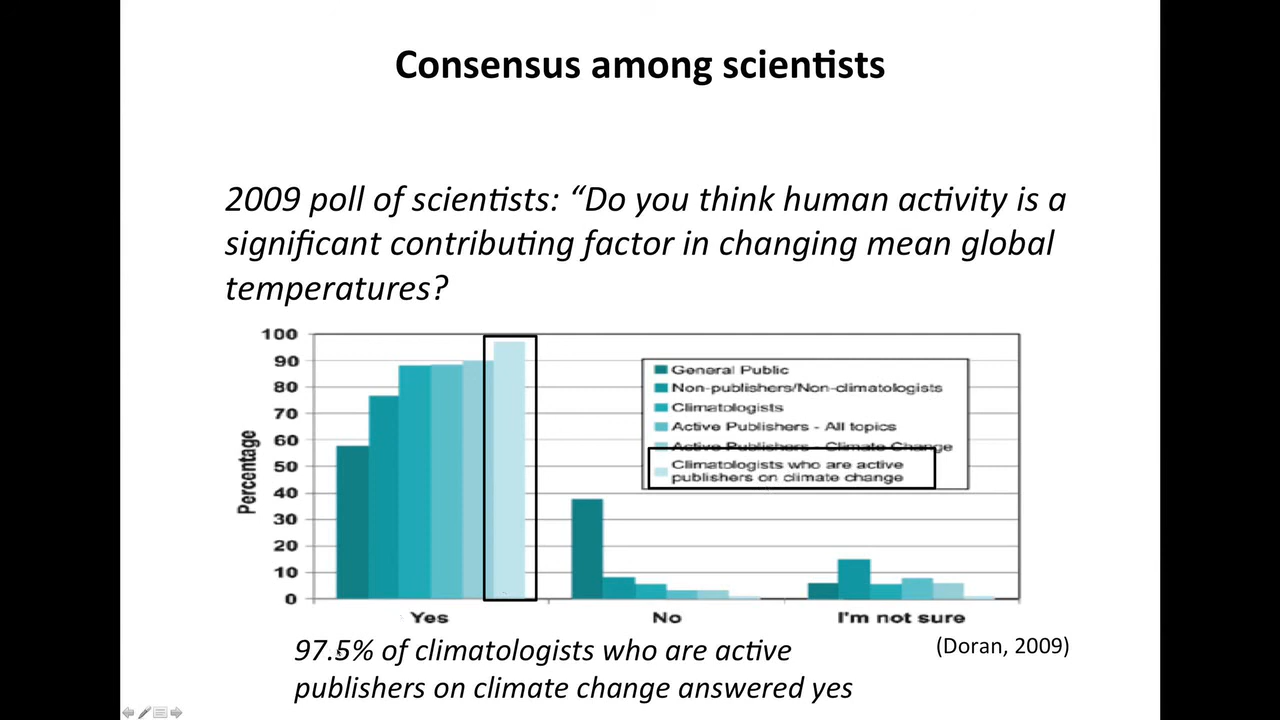 Consensus among scientists
2009 poll of scientists: “Do you think human activity is a
significant contributing factor in changing mean global
temperatures?
100
90
80
70
60
50
40
30
20
10
0
Percentage
General Public
Non-publishers/Non-climatologists
Climatologists
Active Publishers - All topics
Active Publishers - Climate Change
Climatologists who are active
publishers on climate change
Yes
No
I'm not sure
97.5% of climatologists who are active
publishers on climate change answered yes
(Doran, 2009)